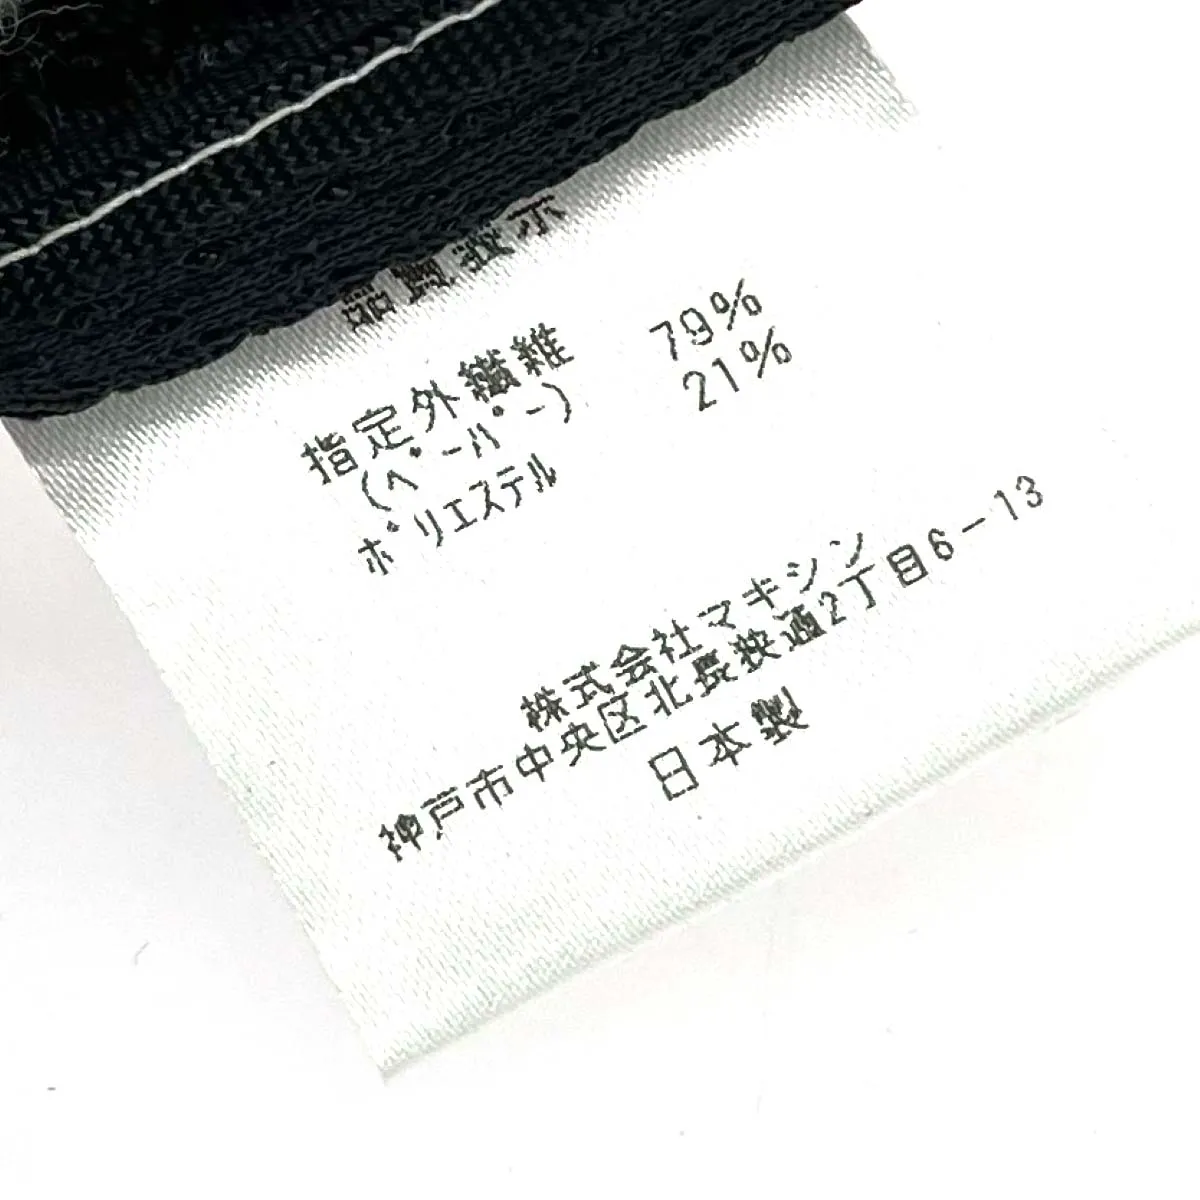 品質表示
指定外繊維 79%
(ペーパー)
ポリエステル 21%
株式会社マキシン
神戸市中央区北長狭通2丁目6-13
日本製